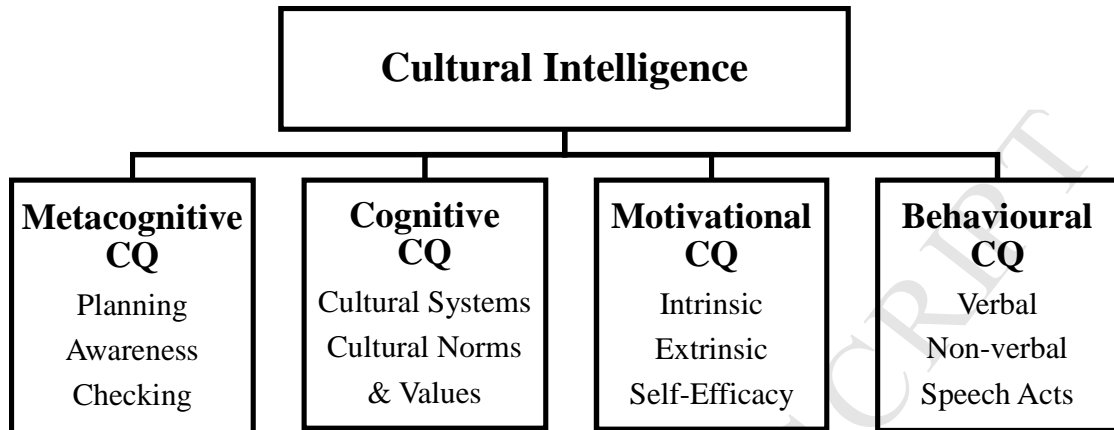 Cultural Intelligence
Metacognitive
CQ
Planning
Awareness
Checking
Cognitive
CQ
Cultural Systems
Cultural Norms
& Values
Motivational
CQ
Intrinsic
Extrinsic
Self-Efficacy
Behavioural
CQ
Verbal
Non-verbal
Speech Acts